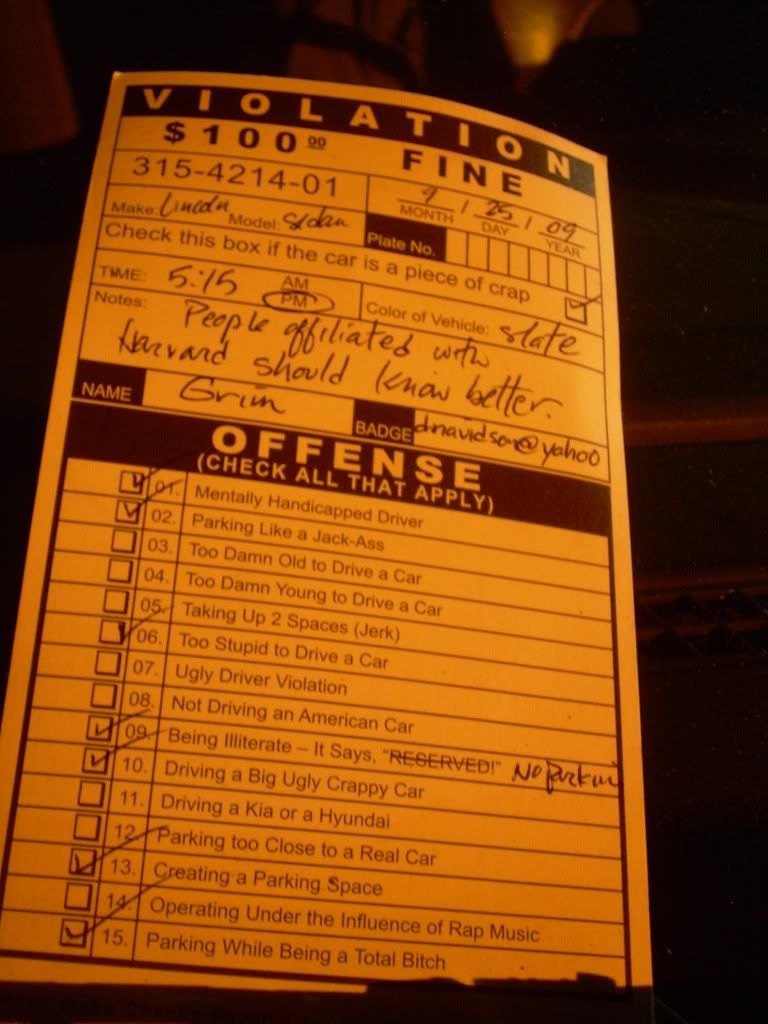 VIOLATION
$100 00 FINE
315-4214-01
9 / 25 / 09
MONTH DAY YEAR
Make: Lincoln Model: Sedan
Plate No.
Check this box if the car is a piece of crap
TIME: 5:15 AM PM
Color of Vehicle: slate
Notes: People affiliated with
Harvard should know better.
NAME Grim BADGE dnavidson@yahoo
OFFENSE
(CHECK ALL THAT APPLY)
01. Mentally Handicapped Driver
02. Parking Like a Jack-Ass
03. Too Damn Old to Drive a Car
04. Too Damn Young to Drive a Car
05. Taking Up 2 Spaces (Jerk)
06. Too Stupid to Drive a Car
07. Ugly Driver Violation
08. Not Driving an American Car
09. Being Illiterate – It Says, "RESERVED!" No Parkin
10. Driving a Big Ugly Crappy Car
11. Driving a Kia or a Hyundai
12. Parking too Close to a Real Car
13. Creating a Parking Space
14. Operating Under the Influence of Rap Music
15. Parking While Being a Total Bitch